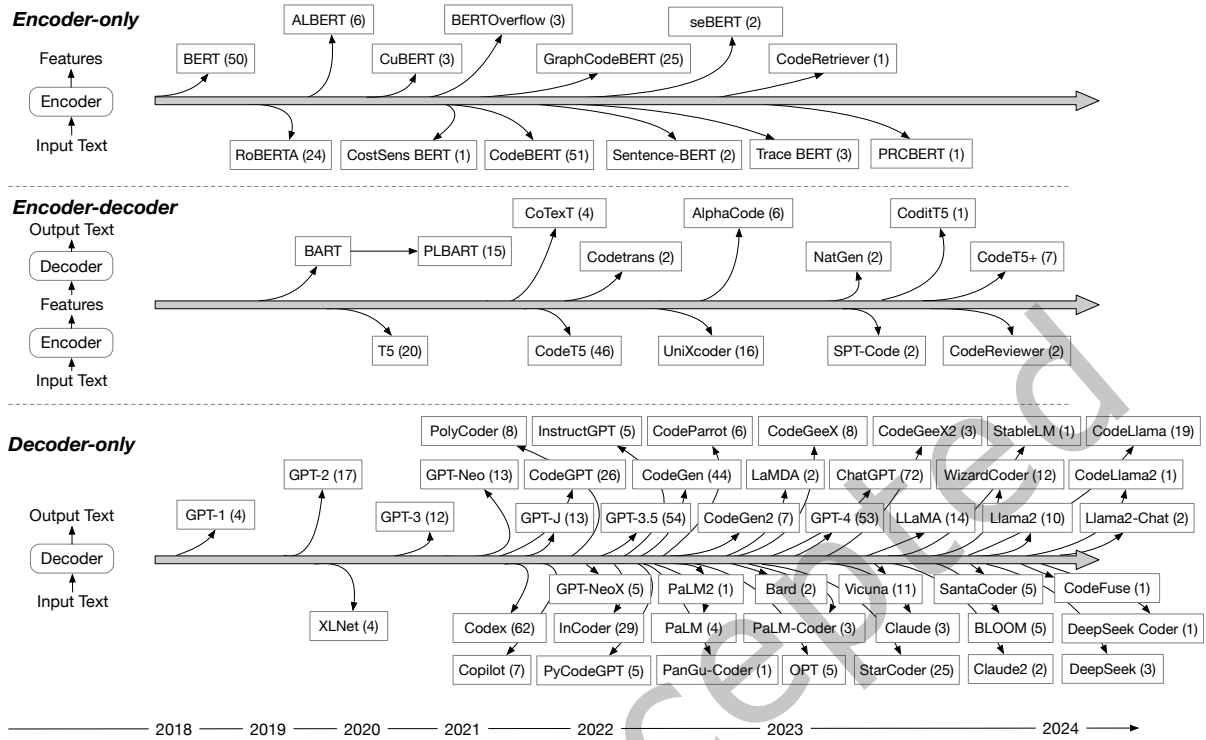 Encoder-only
ALBERT (6)
BERTOverflow (3)
seBERT (2)
Features
BERT (50)
CuBERT (3)
GraphCodeBERT (25)
CodeRetriever (1)
Encoder
Input Text
RoBERTA (24)
CostSens BERT (1)
CodeBERT (51)
Sentence-BERT (2)
Trace BERT (3)
PRCBERT (1)
Encoder-decoder
Output Text
CoTexT (4)
AlphaCode (6)
CoditT5 (1)
Decoder
BART
PLBART (15)
Codetrans (2)
NatGen (2)
CodeT5+ (7)
Features
Encoder
T5 (20)
CodeT5 (46)
UniXcoder (16)
SPT-Code (2)
CodeReviewer (2)
Input Text
Decoder-only
PolyCoder (8)
InstructGPT (5)
CodeParrot (6)
CodeGeeX (8)
CodeGeeX2 (3)
StableLM (1)
CodeLlama (19)
GPT-2 (17)
GPT-Neo (13)
CodeGPT (26)
CodeGen (44)
LaMDA (2)
ChatGPT (72)
WizardCoder (12)
CodeLlama2 (1)
Output Text
GPT-1 (4)
GPT-3 (12)
GPT-J (13)
GPT-3.5 (54)
CodeGen2 (7)
GPT-4 (53)
LLaMA (14)
Llama2 (10)
Llama2-Chat (2)
Decoder
Input Text
GPT-NeoX (5)
PaLM2 (1)
Bard (2)
Vicuna (11)
SantaCoder (5)
CodeFuse (1)
XLNet (4)
Codex (62)
InCoder (29)
PaLM (4)
PaLM-Coder (3)
Claude (3)
BLOOM (5)
DeepSeek Coder (1)
Copilot (7)
PyCodeGPT (5)
PanGu-Coder (1)
OPT (5)
StarCoder (25)
Claude2 (2)
DeepSeek (3)
2018 2019 2020 2021 2022 2023 2024
cepted